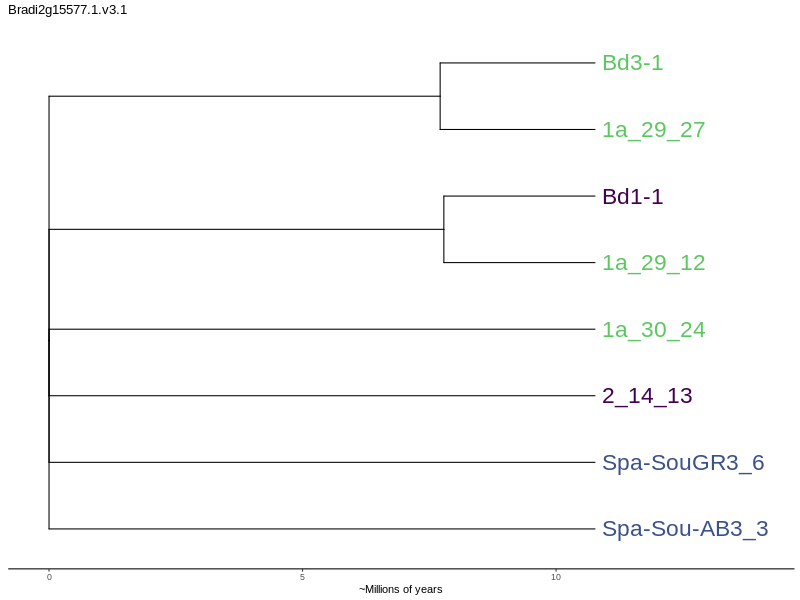 Bradi2g15577.1.v3.1
Bd3-1
1a_29_27
Bd1-1
1a_29_12
1a_30_24
2_14_13
Spa-SouGR3_6
Spa-Sou-AB3_3
0 5 10
~Millions of years